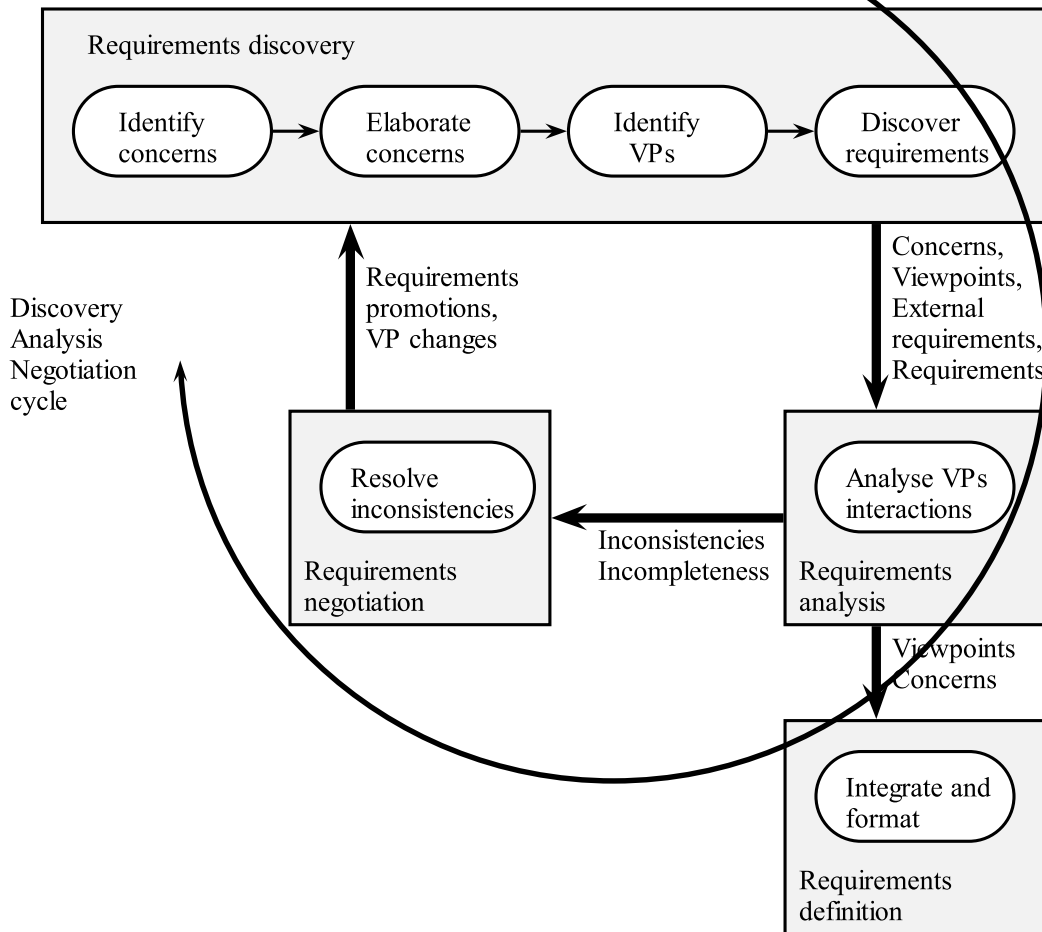 Requirements discovery
Identify
concerns
Elaborate
concerns
Identify
VPs
Discover
requirements
Concerns,
Viewpoints,
External
requirements,
Requirements
Requirements
promotions,
VP changes
Discovery
Analysis
Negotiation
cycle
Resolve
inconsistencies
Requirements
negotiation
Inconsistencies
Incompleteness
Analyse VPs
interactions
Requirements
analysis
Viewpoints
Concerns
Integrate and
format
Requirements
definition